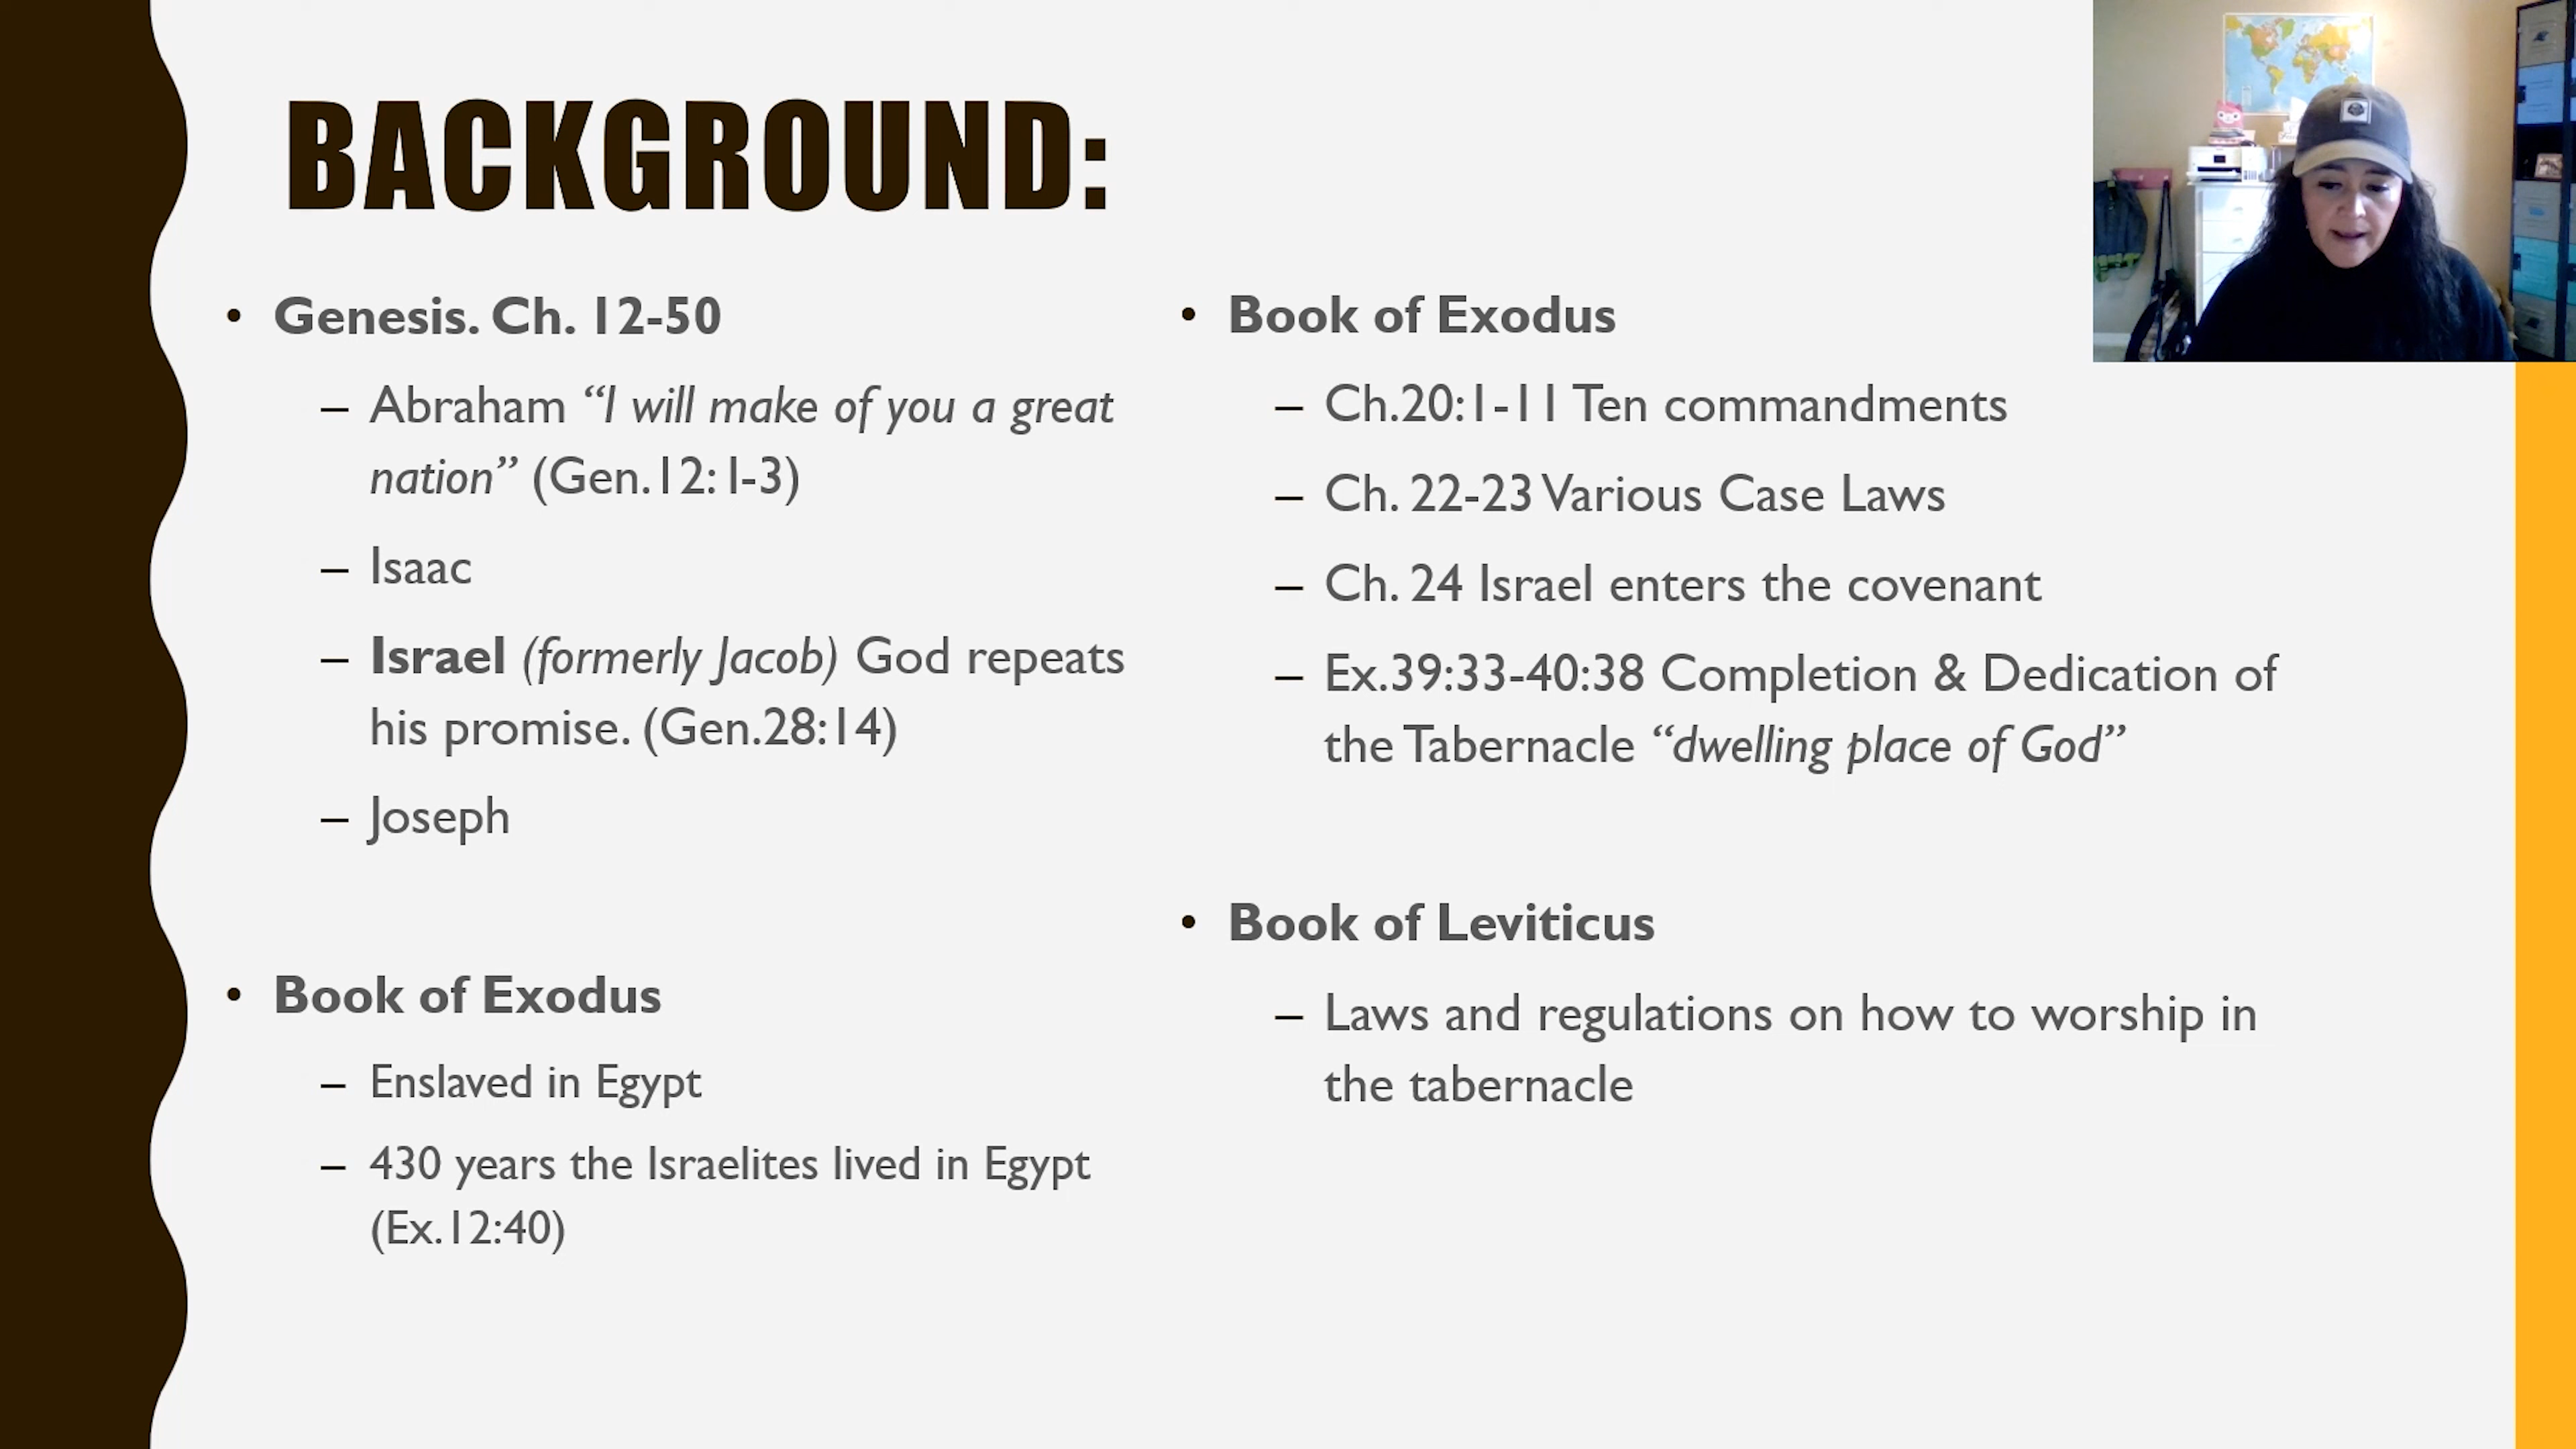 BACKGROUND:
• Genesis. Ch. 12-50
– Abraham “I will make of you a great
nation” (Gen.12:1-3)
– Isaac
– Israel (formerly Jacob) God repeats
his promise. (Gen.28:14)
– Joseph
• Book of Exodus
– Enslaved in Egypt
– 430 years the Israelites lived in Egypt
(Ex.12:40)
• Book of Exodus
– Ch.20:1-11 Ten commandments
– Ch. 22-23 Various Case Laws
– Ch. 24 Israel enters the covenant
– Ex.39:33-40:38 Completion & Dedication of
the Tabernacle “dwelling place of God”
• Book of Leviticus
– Laws and regulations on how to worship in
the tabernacle